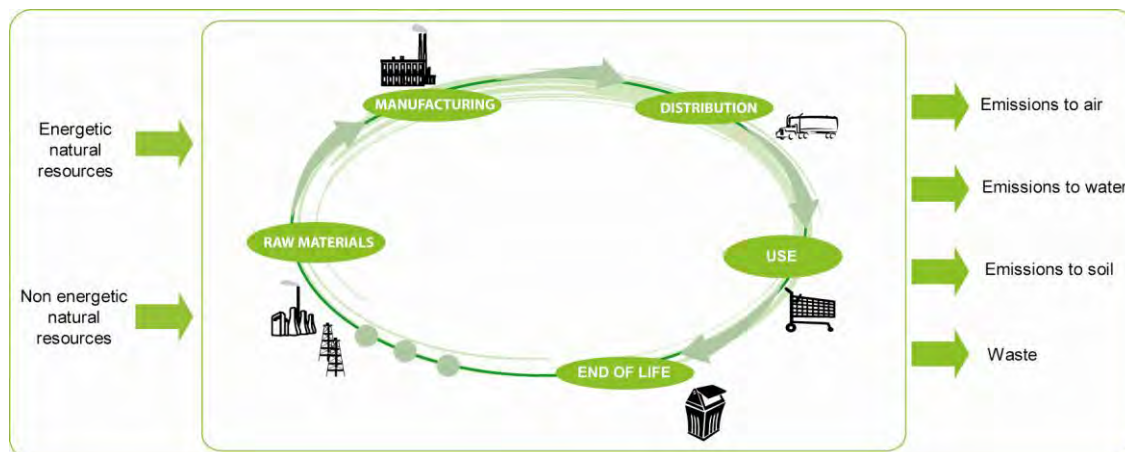 Energetic
natural
resources
Non energetic
natural
resources
MANUFACTURING
DISTRIBUTION
RAW MATERIALS
USE
END OF LIFE
Emissions to air
Emissions to water
Emissions to soil
Waste